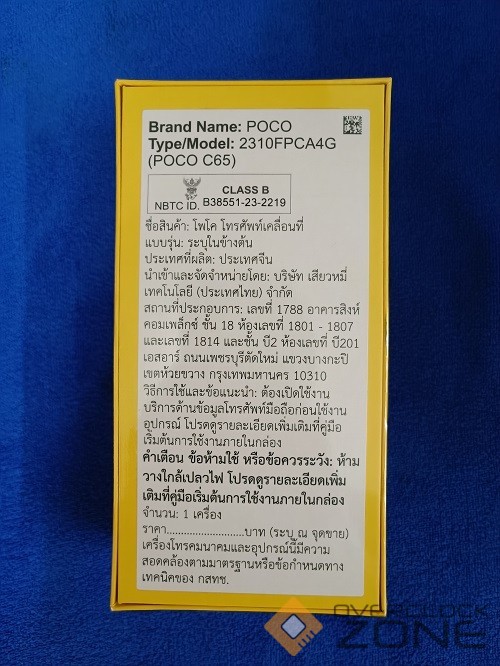 Brand Name: POCO
Type/Model: 2310FPCA4G
(POCO C65)
CLASS B
NBTC ID. B38551-23-2219
ชื่อสินค้า: โพโค โทรศัพท์เคลื่อนที่
แบบรุ่น: ระบุในข้างต้น
ประเทศที่ผลิต: ประเทศจีน
นำเข้าและจัดจำหน่ายโดย: บริษัท เสียวหมี่
เทคโนโลยี (ประเทศไทย) จำกัด
สถานที่ประกอบการ: เลขที่ 1788 อาคารสิงห์
คอมเพล็กซ์ ชั้น 18 ห้องเลขที่ 1801 - 1807
และเลขที่ 1814 และชั้น บี2 ห้องเลขที่ บี201
เอสอาร์ ถนนเพชรบุรีตัดใหม่ แขวงบางกะปิ
เขตห้วยขวาง กรุงเทพมหานคร 10310
วิธีการใช้และข้อแนะนำ: ต้องเปิดใช้งาน
บริการด้านข้อมูลโทรศัพท์มือถือก่อนใช้งาน
อุปกรณ์ โปรดดูรายละเอียดเพิ่มเติมที่คู่มือ
เริ่มต้นการใช้งานภายในกล่อง
คำเตือน ข้อห้ามใช้ หรือข้อควรระวัง: ห้าม
วางใกล้เปลวไฟ โปรดดูรายละเอียดเพิ่ม
เติมที่คู่มือเริ่มต้นการใช้งานภายในกล่อง
จำนวน: 1 เครื่อง
ราคา..........................บาท (ระบุ ณ จุดขาย)
เครื่องโทรคมนาคมและอุปกรณ์นี้มีความ
สอดคล้องตามมาตรฐานหรือข้อกำหนดทาง
เทคนิคของ กสทช.
OVERCLOCK
ZONE